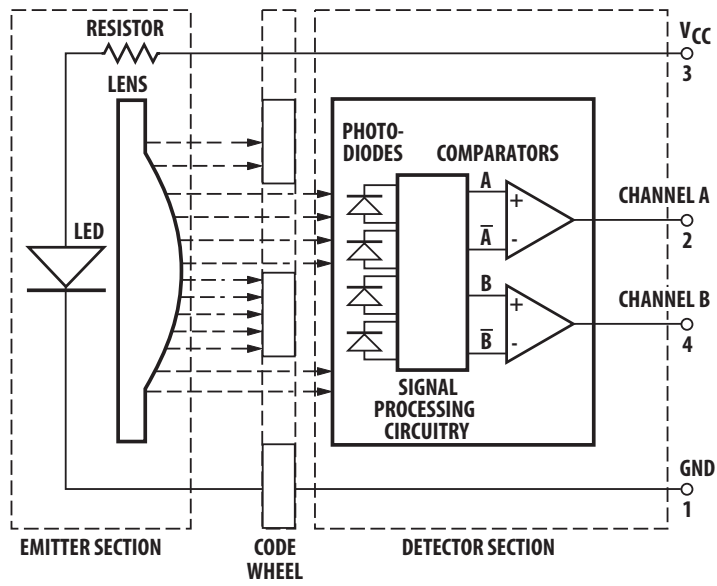 RESISTOR
LENS
LED
PHOTO-
DIODES
COMPARATORS
A
A̅
B
B̅
+
-
+
-
SIGNAL
PROCESSING
CIRCUITRY
VCC
3
CHANNEL A
2
CHANNEL B
4
GND
1
EMITTER SECTION
CODE
WHEEL
DETECTOR SECTION